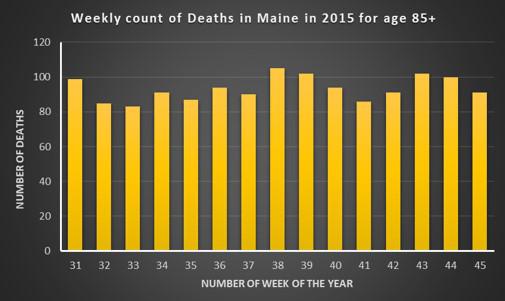 Weekly count of Deaths in Maine in 2015 for age 85+
120
100
80
60
40
20
0
NUMBER OF DEATHS
31 32 33 34 35 36 37 38 39 40 41 42 43 44 45
NUMBER OF WEEK OF THE YEAR